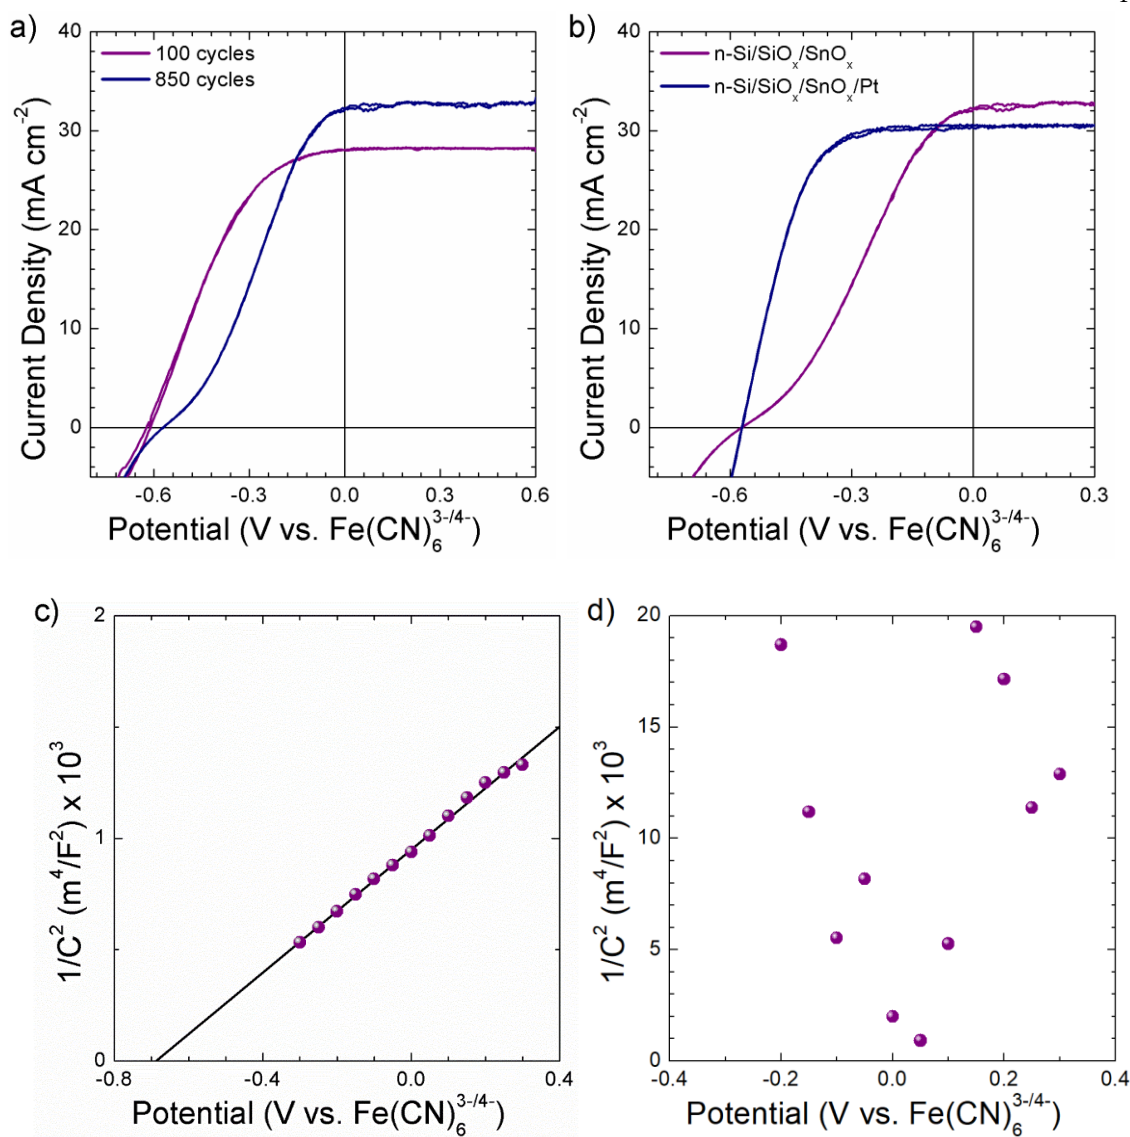 a)
100 cycles
850 cycles
40
30
20
10
0
-0.6
-0.3
0.0
0.3
0.6
Current Density (mA cm⁻²)
Potential (V vs. Fe(CN)₆³⁻/⁴⁻)
b)
n-Si/SiOₓ/SnOₓ
n-Si/SiOₓ/SnOₓ/Pt
40
30
20
10
0
-0.6
-0.3
0.0
0.3
Current Density (mA cm⁻²)
Potential (V vs. Fe(CN)₆³⁻/⁴⁻)
c)
2
1
0
-0.8
-0.4
0.0
0.4
1/C² (m⁴/F²) x 10³
Potential (V vs. Fe(CN)₆³⁻/⁴⁻)
d)
20
15
10
5
0
-0.4
-0.2
0.0
0.2
0.4
1/C² (m⁴/F²) x 10³
Potential (V vs. Fe(CN)₆³⁻/⁴⁻)